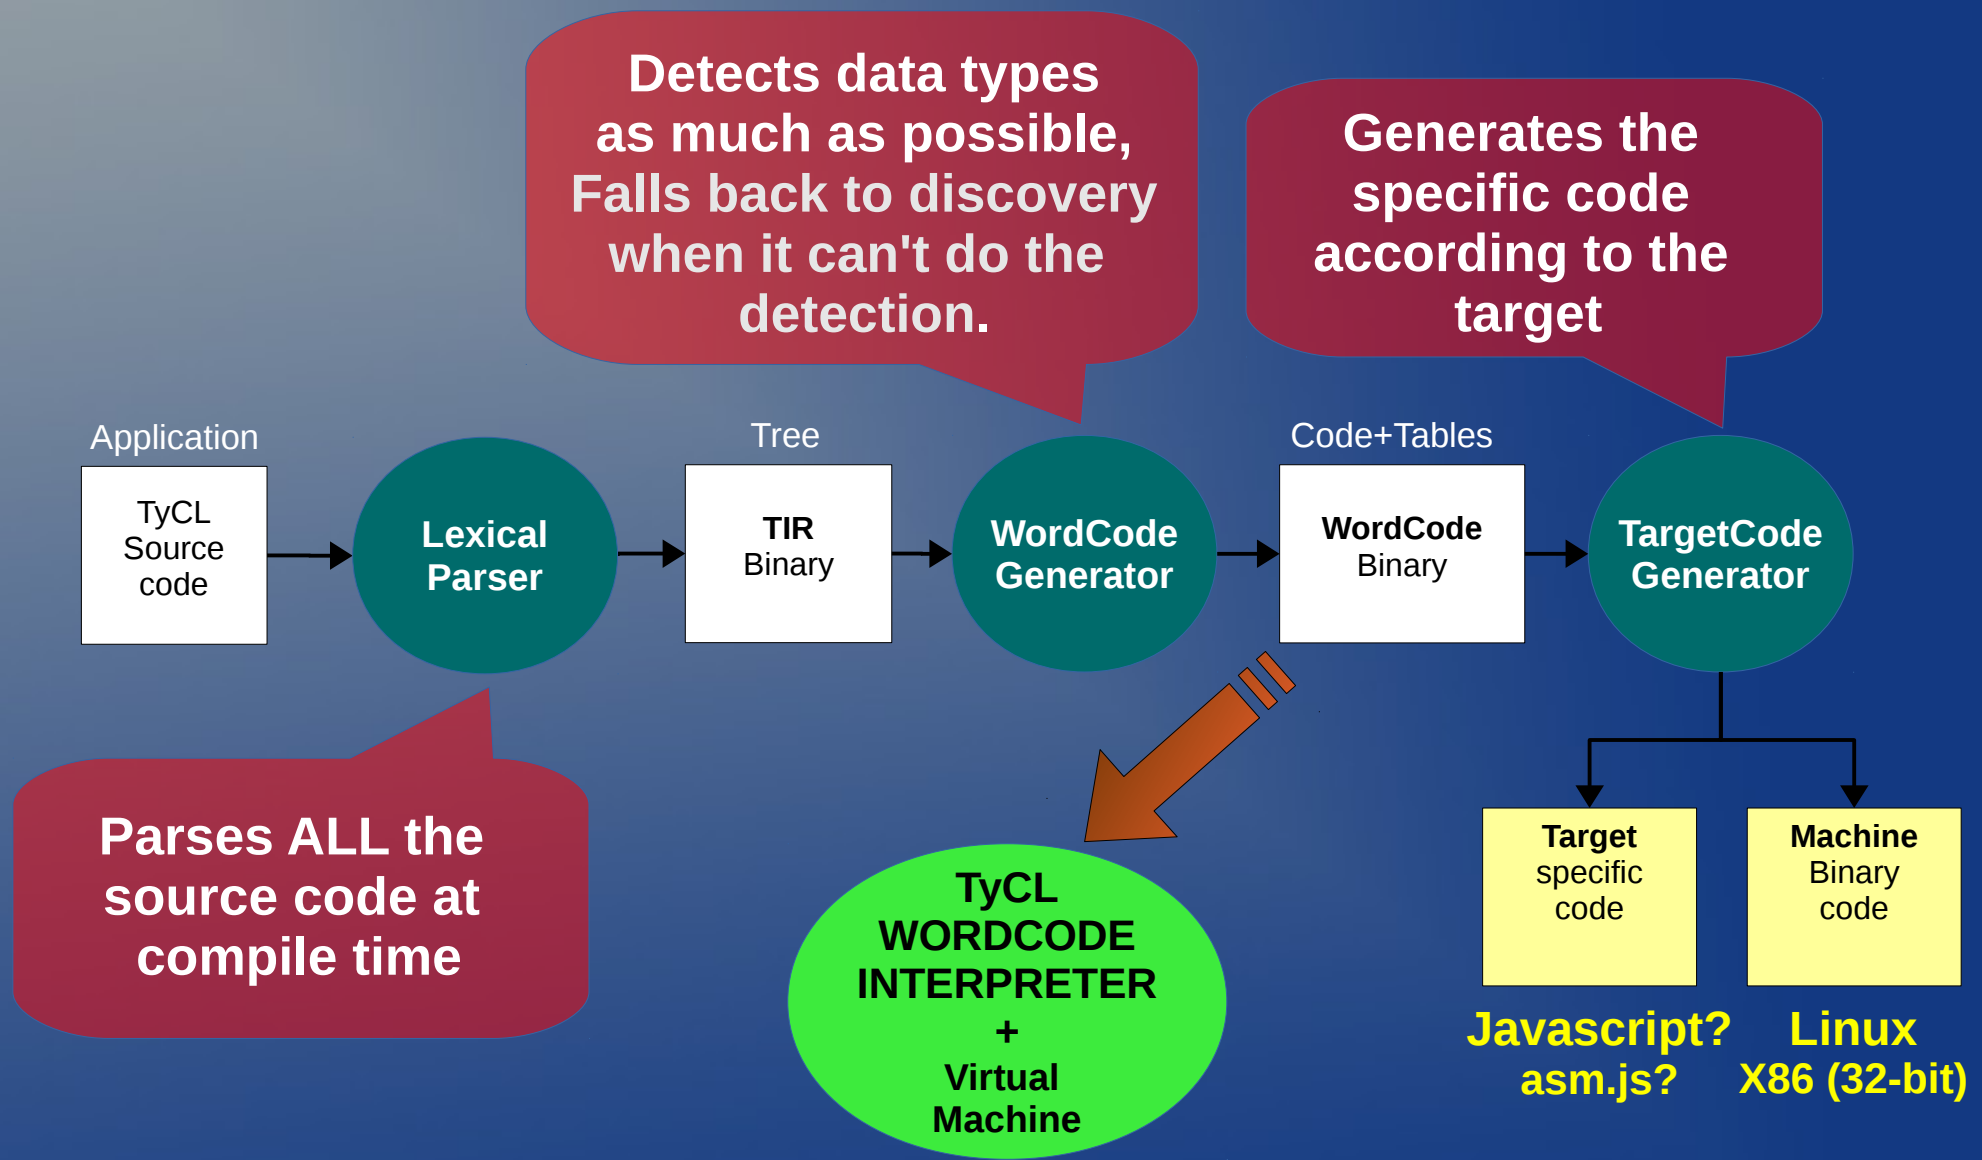 Detects data types
as much as possible,
Falls back to discovery
when it can't do the
detection.
Generates the
specific code
according to the
target
Application
TyCL
Source
code
Lexical
Parser
Tree
TIR
Binary
WordCode
Generator
Code+Tables
WordCode
Binary
TargetCode
Generator
Parses ALL the
source code at
compile time
TyCL
WORDCODE
INTERPRETER
+
Virtual
Machine
Target
specific
code
Javascript?
asm.js?
Machine
Binary
code
Linux
X86 (32-bit)